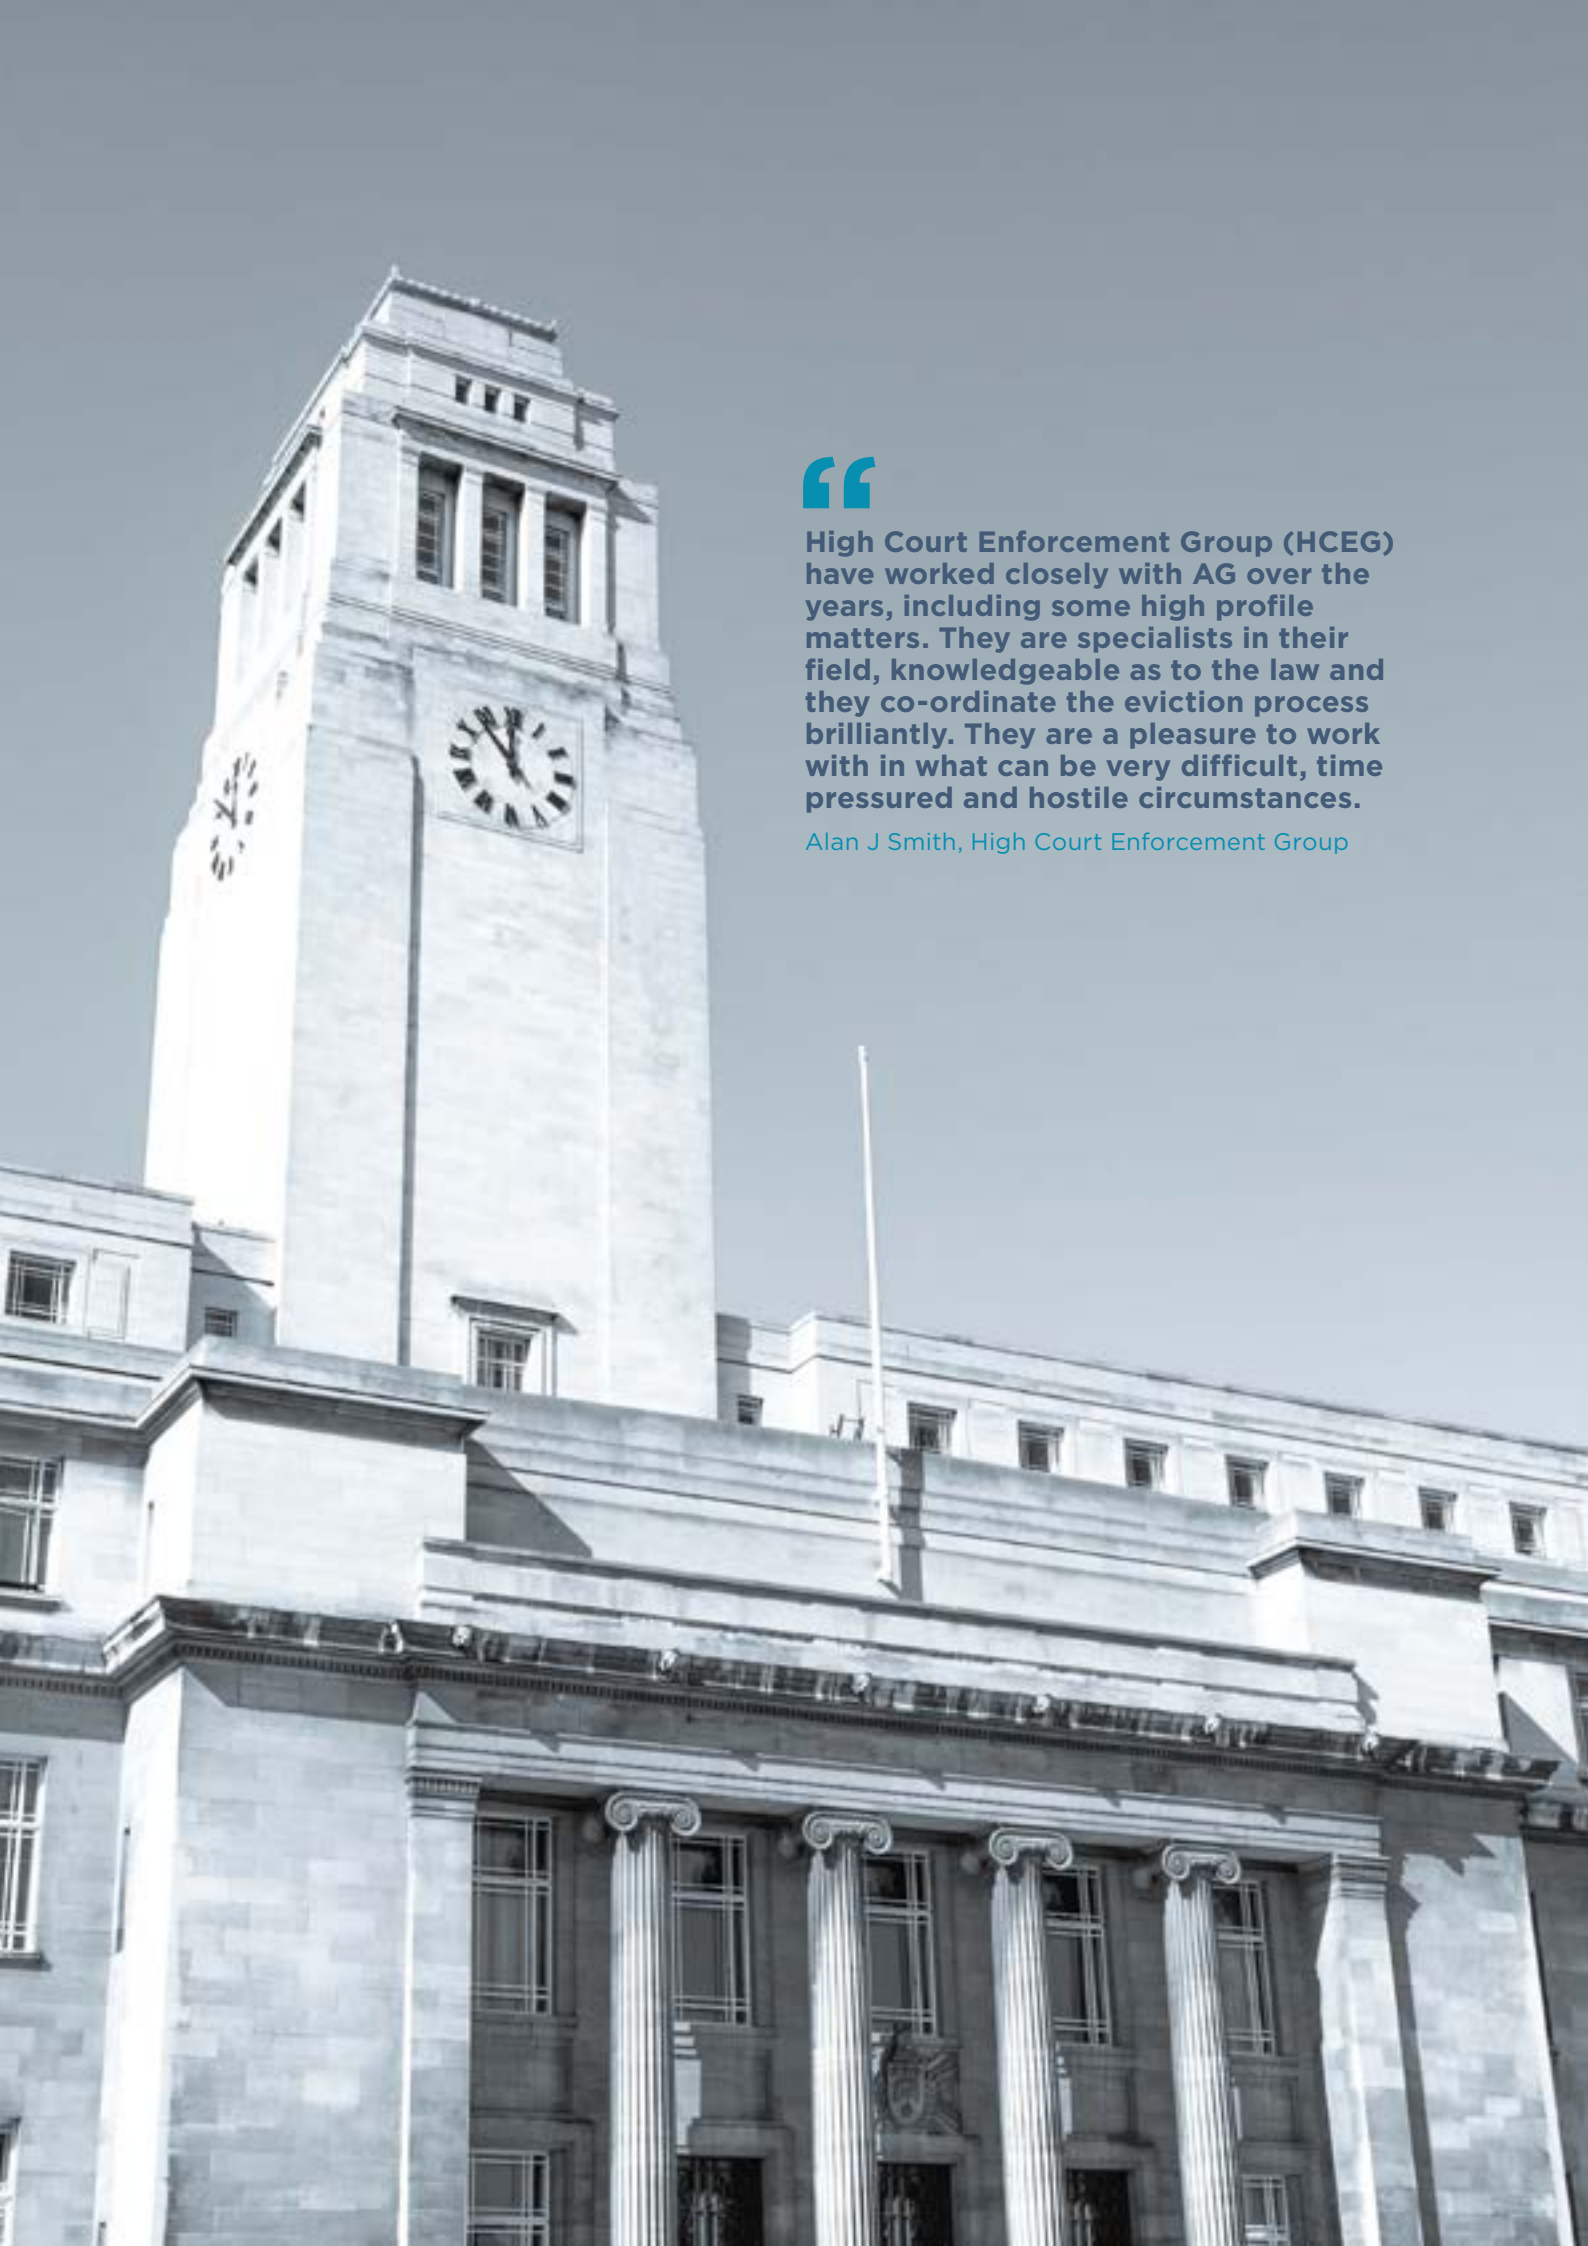 “
High Court Enforcement Group (HCEG)
have worked closely with AG over the
years, including some high profile
matters. They are specialists in their
field, knowledgeable as to the law and
they co-ordinate the eviction process
brilliantly. They are a pleasure to work
with in what can be very difficult, time
pressured and hostile circumstances.
Alan J Smith, High Court Enforcement Group